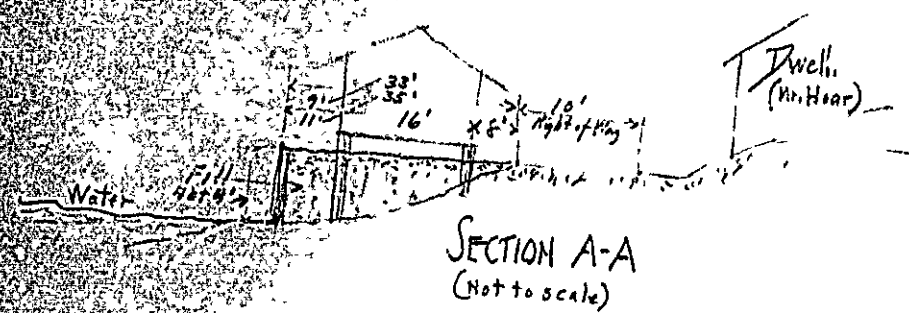 Dwell.
(Mr. Hoar)
9' 33'
11' 35'
16'
8'
10'
Right of Way
Fill
Water
SECTION A-A
(Not to scale)